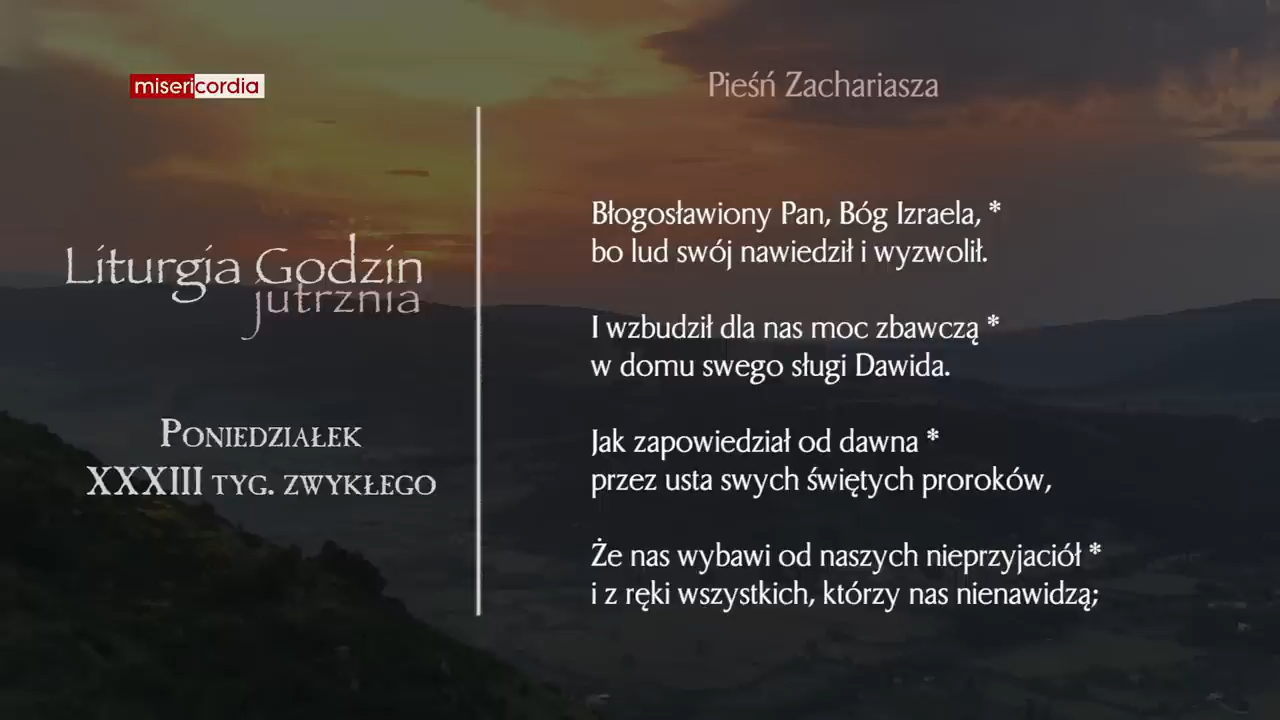 misericordia
Liturgia Godzin
jutrznia
Poniedziałek
XXXIII tyg. zwykłego
Pieśń Zachariasza
Błogosławiony Pan, Bóg Izraela, *
bo lud swój nawiedził i wyzwolił.
I wzbudził dla nas moc zbawczą *
w domu swego sługi Dawida.
Jak zapowiedział od dawna *
przez usta swych świętych proroków,
Że nas wybawi od naszych nieprzyjaciół *
i z ręki wszystkich, którzy nas nienawidzą;